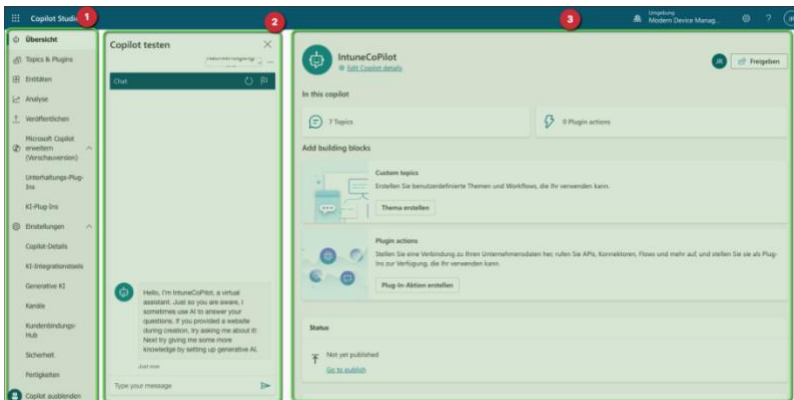 Copilot Studio
1
2
3
Umgebung
Modern Device Manag...
?
Übersicht
Topics & Plugins
Entitäten
Analyse
Veröffentlichen
Microsoft Copilot
erweitern
(Vorschauversion)
Unterhaltungs-Plug-
Ins
KI-Plug-Ins
Einstellungen
Copilot-Details
KI-Integrationstools
Generative KI
Kanäle
Kundenbindungs-
Hub
Sicherheit
Fertigkeiten
Copilot ausblenden
Copilot testen
Chat
Hello, I'm IntuneCoPilot, a virtual
assistant. Just so you are aware, I
sometimes use AI to answer your
questions. If you provided a website
during creation, try asking me about it!
Next try giving me some more
knowledge by setting up generative AI.
Just now
Type your message
IntuneCoPilot
Edit Copilot details
JR
Freigeben
In this copilot
7 Topics
0 Plugin actions
Add building blocks
Custom topics
Erstellen Sie benutzerdefinierte Themen und Workflows, die Ihr verwenden kann.
Thema erstellen
Plugin actions
Stellen Sie eine Verbindung zu Ihren Unternehmensdaten her, rufen Sie APIs, Konnektoren, Flows und mehr auf, und stellen Sie sie als Plug-
Ins zur Verfügung, die Ihr verwenden kann.
Plug-In-Aktion erstellen
Status
Not yet published
Go to publish